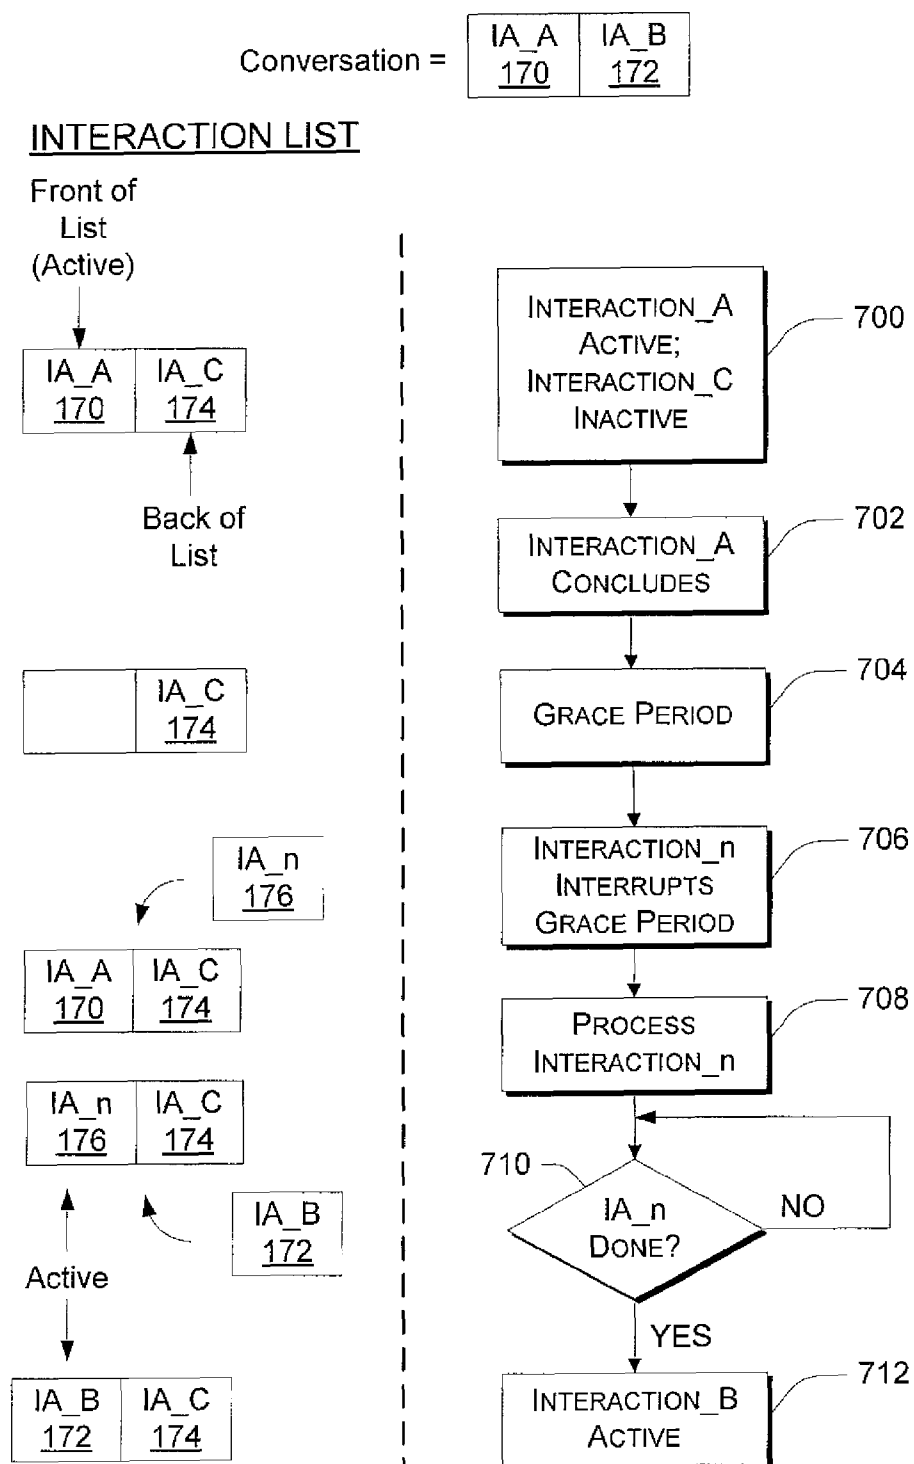 Conversation =
IA_A
170
IA_B
172
INTERACTION LIST
Front of
List
(Active)
IA_A
170
IA_C
174
Back of
List
IA_C
174
IA_n
176
IA_A
170
IA_C
174
IA_n
176
IA_C
174
IA_B
172
Active
IA_B
172
IA_C
174
INTERACTION_A
ACTIVE;
INTERACTION_C
INACTIVE
700
INTERACTION_A
CONCLUDES
702
GRACE PERIOD
704
INTERACTION_n
INTERRUPTS
GRACE PERIOD
706
PROCESS
INTERACTION_n
708
710
IA_n
DONE?
NO
YES
INTERACTION_B
ACTIVE
712